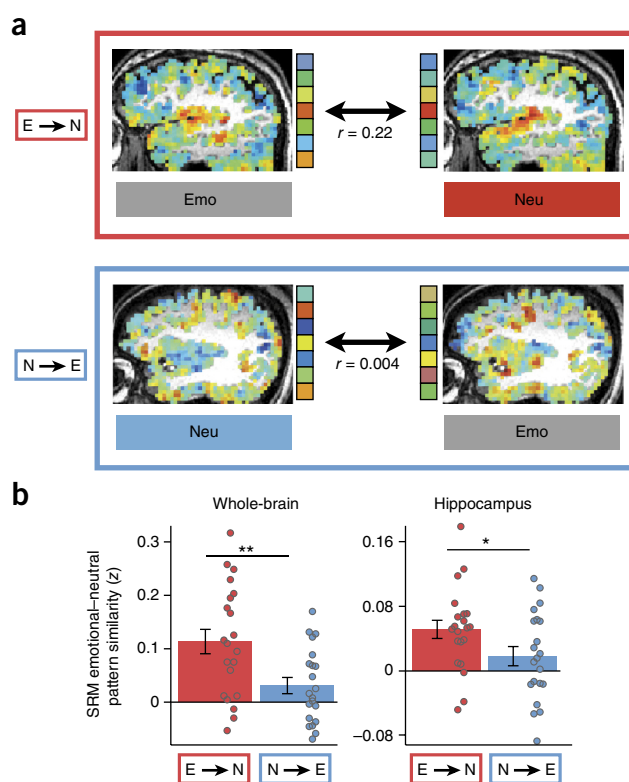 a
E → N
r = 0.22
Emo
Neu
N → E
r = 0.004
Neu
Emo
b
Whole-brain
Hippocampus
SRM emotional–neutral
pattern similarity (z)
0.3
0.2
0.1
0
**
E → N
N → E
0.16
0.08
0
–0.08
*
E → N
N → E